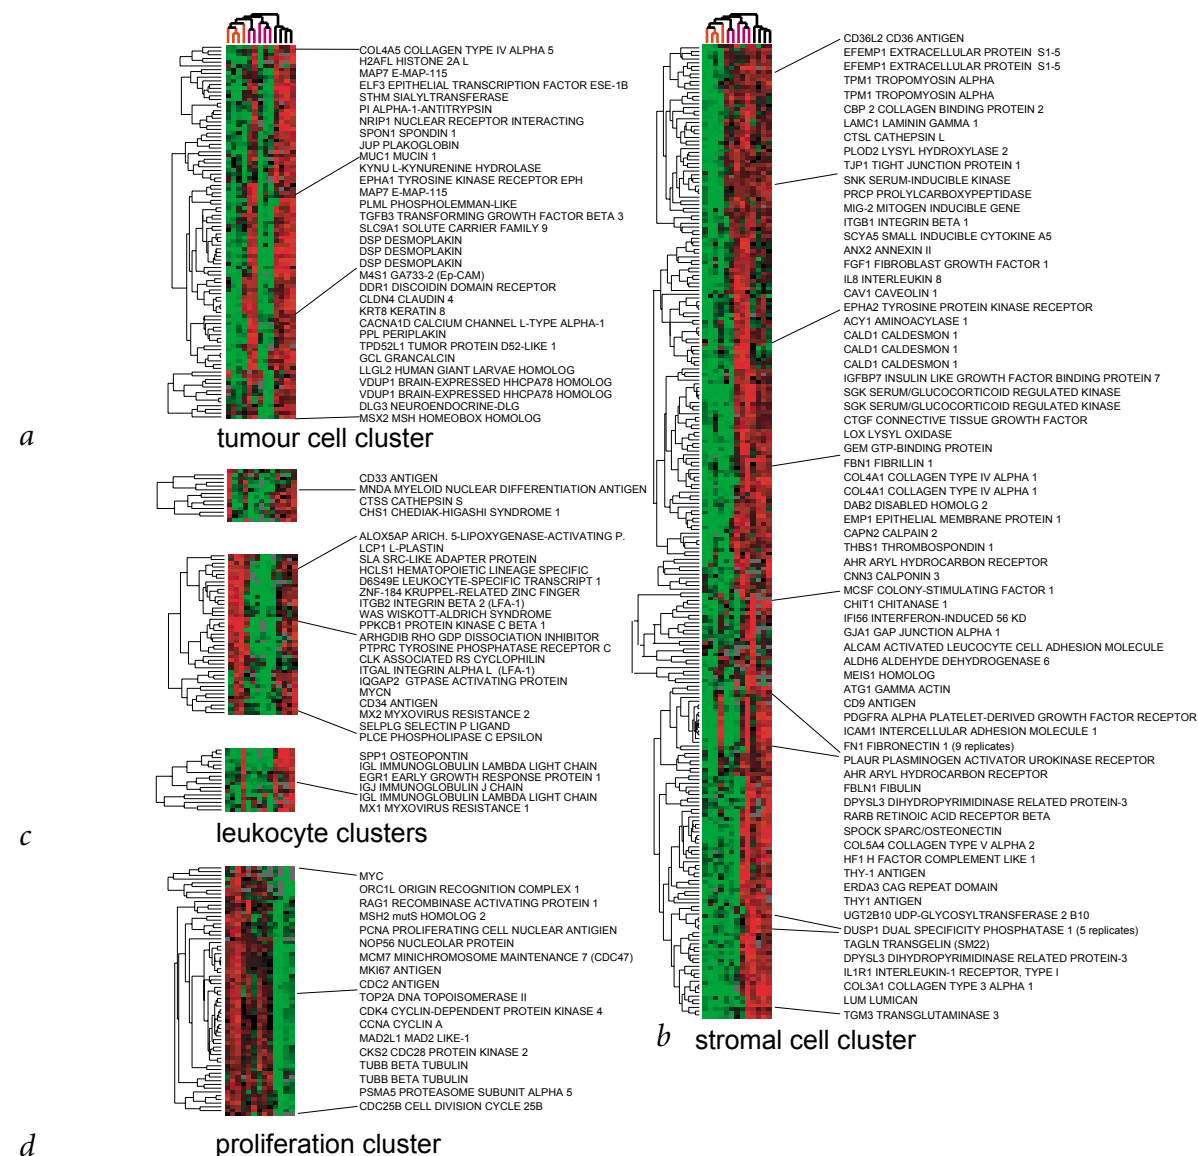 COL4A5 COLLAGEN TYPE IV ALPHA 5
H2AFL HISTONE 2A L
MAP7 E-MAP-115
ELF3 EPITHELIAL TRANSCRIPTION FACTOR ESE-1B
STHM SIALYLTRANSFERASE
PI ALPHA-1-ANTITRYPSIN
NRIP1 NUCLEAR RECEPTOR INTERACTING
SPON1 SPONDIN 1
JUP PLAKOGLOBIN
MUC1 MUCIN 1
KYNU L-KYNURENINE HYDROLASE
EPHA1 TYROSINE KINASE RECEPTOR EPH
MAP7 E-MAP-115
PLML PHOSPHOLEMMAN-LIKE
TGFB3 TRANSFORMING GROWTH FACTOR BETA 3
SLC9A1 SOLUTE CARRIER FAMILY 9
DSP DESMOPLAKIN
DSP DESMOPLAKIN
DSP DESMOPLAKIN
M4S1 GA733-2 (Ep-CAM)
DDR1 DISCOIDIN DOMAIN RECEPTOR
CLDN4 CLAUDIN 4
KRT8 KERATIN 8
CACNA1D CALCIUM CHANNEL L-TYPE ALPHA-1
PPL PERIPLAKIN
TPD52L1 TUMOR PROTEIN D52-LIKE 1
GCL GRANCALCIN
LLGL2 HUMAN GIANT LARVAE HOMOLOG
VDUP1 BRAIN-EXPRESSED HHCPA78 HOMOLOG
VDUP1 BRAIN-EXPRESSED HHCPA78 HOMOLOG
DLG3 NEUROENDOCRINE-DLG
MSX2 MSH HOMEOBOX HOMOLOG
a
tumour cell cluster
CD33 ANTIGEN
MNDA MYELOID NUCLEAR DIFFERENTIATION ANTIGEN
CTSS CATHEPSIN S
CHS1 CHEDIAK-HIGASHI SYNDROME 1
ALOX5AP ARICH. 5-LIPOXYGENASE-ACTIVATING P.
LCP1 L-PLASTIN
SLA SRC-LIKE ADAPTER PROTEIN
HCLS1 HEMATOPOIETIC LINEAGE SPECIFIC
D6S49E LEUKOCYTE-SPECIFIC TRANSCRIPT 1
ZNF-184 KRUPPEL-RELATED ZINC FINGER
ITGB2 INTEGRIN BETA 2 (LFA-1)
WAS WISKOTT-ALDRICH SYNDROME
PPKCB1 PROTEIN KINASE C BETA 1
ARHGDIB RHO GDP DISSOCIATION INHIBITOR
PTPRC TYROSINE PHOSPHATASE RECEPTOR C
CLK ASSOCIATED RS CYCLOPHILIN
ITGAL INTEGRIN ALPHA L (LFA-1)
IQGAP2 GTPASE ACTIVATING PROTEIN
MYCN
CD34 ANTIGEN
MX2 MYXOVIRUS RESISTANCE 2
SELPLG SELECTIN P LIGAND
PLCE PHOSPHOLIPASE C EPSILON
SPP1 OSTEOPONTIN
IGL IMMUNOGLOBULIN LAMBDA LIGHT CHAIN
EGR1 EARLY GROWTH RESPONSE PROTEIN 1
IGJ IMMUNOGLOBULIN J CHAIN
IGL IMMUNOGLOBULIN LAMBDA LIGHT CHAIN
MX1 MYXOVIRUS RESISTANCE 1
c
leukocyte clusters
MYC
ORC1L ORIGIN RECOGNITION COMPLEX 1
RAG1 RECOMBINASE ACTIVATING PROTEIN 1
MSH2 mutS HOMOLOG 2
PCNA PROLIFERATING CELL NUCLEAR ANTIGIEN
NOP56 NUCLEOLAR PROTEIN
MCM7 MINICHROMOSOME MAINTENANCE 7 (CDC47)
MKI67 ANTIGEN
CDC2 ANTIGEN
TOP2A DNA TOPOISOMERASE II
CDK4 CYCLIN-DEPENDENT PROTEIN KINASE 4
CCNA CYCLIN A
MAD2L1 MAD2 LIKE-1
CKS2 CDC28 PROTEIN KINASE 2
TUBB BETA TUBULIN
TUBB BETA TUBULIN
PSMA5 PROTEASOME SUBUNIT ALPHA 5
CDC25B CELL DIVISION CYCLE 25B
d
proliferation cluster
CD36L2 CD36 ANTIGEN
EFEMP1 EXTRACELLULAR PROTEIN S1-5
EFEMP1 EXTRACELLULAR PROTEIN S1-5
TPM1 TROPOMYOSIN ALPHA
TPM1 TROPOMYOSIN ALPHA
CBP 2 COLLAGEN BINDING PROTEIN 2
LAMC1 LAMININ GAMMA 1
CTSL CATHEPSIN L
PLOD2 LYSYL HYDROXYLASE 2
TJP1 TIGHT JUNCTION PROTEIN 1
SNK SERUM-INDUCIBLE KINASE
PRCP PROLYLCARBOXYPEPTIDASE
MIG-2 MITOGEN INDUCIBLE GENE
ITGB1 INTEGRIN BETA 1
SCYA5 SMALL INDUCIBLE CYTOKINE A5
ANX2 ANNEXIN II
FGF1 FIBROBLAST GROWTH FACTOR 1
IL8 INTERLEUKIN 8
CAV1 CAVEOLIN 1
EPHA2 TYROSINE PROTEIN KINASE RECEPTOR
ACY1 AMINOACYLASE 1
CALD1 CALDESMON 1
CALD1 CALDESMON 1
CALD1 CALDESMON 1
IGFBP7 INSULIN LIKE GROWTH FACTOR BINDING PROTEIN 7
SGK SERUM/GLUCOCORTICOID REGULATED KINASE
SGK SERUM/GLUCOCORTICOID REGULATED KINASE
CTGF CONNECTIVE TISSUE GROWTH FACTOR
LOX LYSYL OXIDASE
GEM GTP-BINDING PROTEIN
FBN1 FIBRILLIN 1
COL4A1 COLLAGEN TYPE IV ALPHA 1
COL4A1 COLLAGEN TYPE IV ALPHA 1
DAB2 DISABLED HOMOLG 2
EMP1 EPITHELIAL MEMBRANE PROTEIN 1
CAPN2 CALPAIN 2
THBS1 THROMBOSPONDIN 1
AHR ARYL HYDROCARBON RECEPTOR
CNN3 CALPONIN 3
MCSF COLONY-STIMULATING FACTOR 1
CHIT1 CHITANASE 1
IFI56 INTERFERON-INDUCED 56 KD
GJA1 GAP JUNCTION ALPHA 1
ALCAM ACTIVATED LEUCOCYTE CELL ADHESION MOLECULE
ALDH6 ALDEHYDE DEHYDROGENASE 6
MEIS1 HOMOLOG
ATG1 GAMMA ACTIN
CD9 ANTIGEN
PDGFRA ALPHA PLATELET-DERIVED GROWTH FACTOR RECEPTOR
ICAM1 INTERCELLULAR ADHESION MOLECULE 1
FN1 FIBRONECTIN 1 (9 replicates)
PLAUR PLASMINOGEN ACTIVATOR UROKINASE RECEPTOR
AHR ARYL HYDROCARBON RECEPTOR
FBLN1 FIBULIN
DPYSL3 DIHYDROPYRIMIDINASE RELATED PROTEIN-3
RARB RETINOIC ACID RECEPTOR BETA
SPOCK SPARC/OSTEONECTIN
COL5A4 COLLAGEN TYPE V ALPHA 2
HF1 H FACTOR COMPLEMENT LIKE 1
THY-1 ANTIGEN
ERDA3 CAG REPEAT DOMAIN
THY1 ANTIGEN
UGT2B10 UDP-GLYCOSYLTRANSFERASE 2 B10
DUSP1 DUAL SPECIFICITY PHOSPHATASE 1 (5 replicates)
TAGLN TRANSGELIN (SM22)
DPYSL3 DIHYDROPYRIMIDINASE RELATED PROTEIN-3
IL1R1 INTERLEUKIN-1 RECEPTOR, TYPE I
COL3A1 COLLAGEN TYPE 3 ALPHA 1
LUM LUMICAN
TGM3 TRANSGLUTAMINASE 3
b
stromal cell cluster